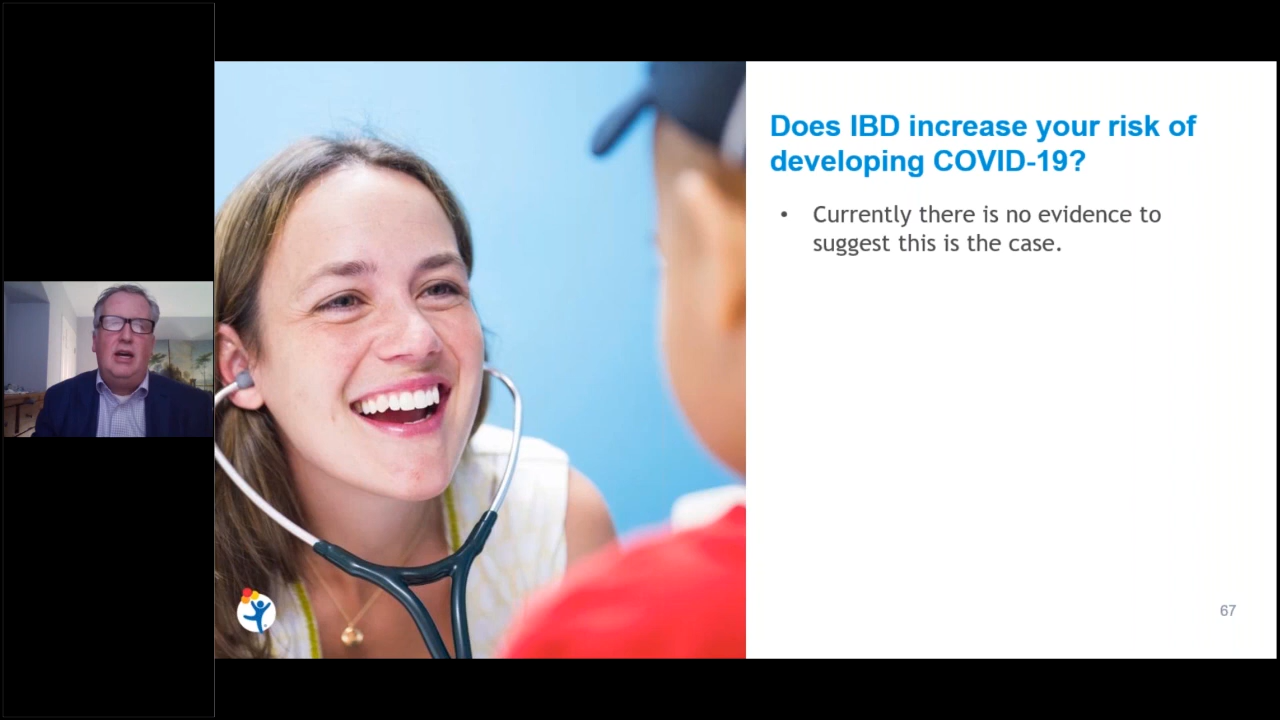 Does IBD increase your risk of
developing COVID-19?
• Currently there is no evidence to
suggest this is the case.
67